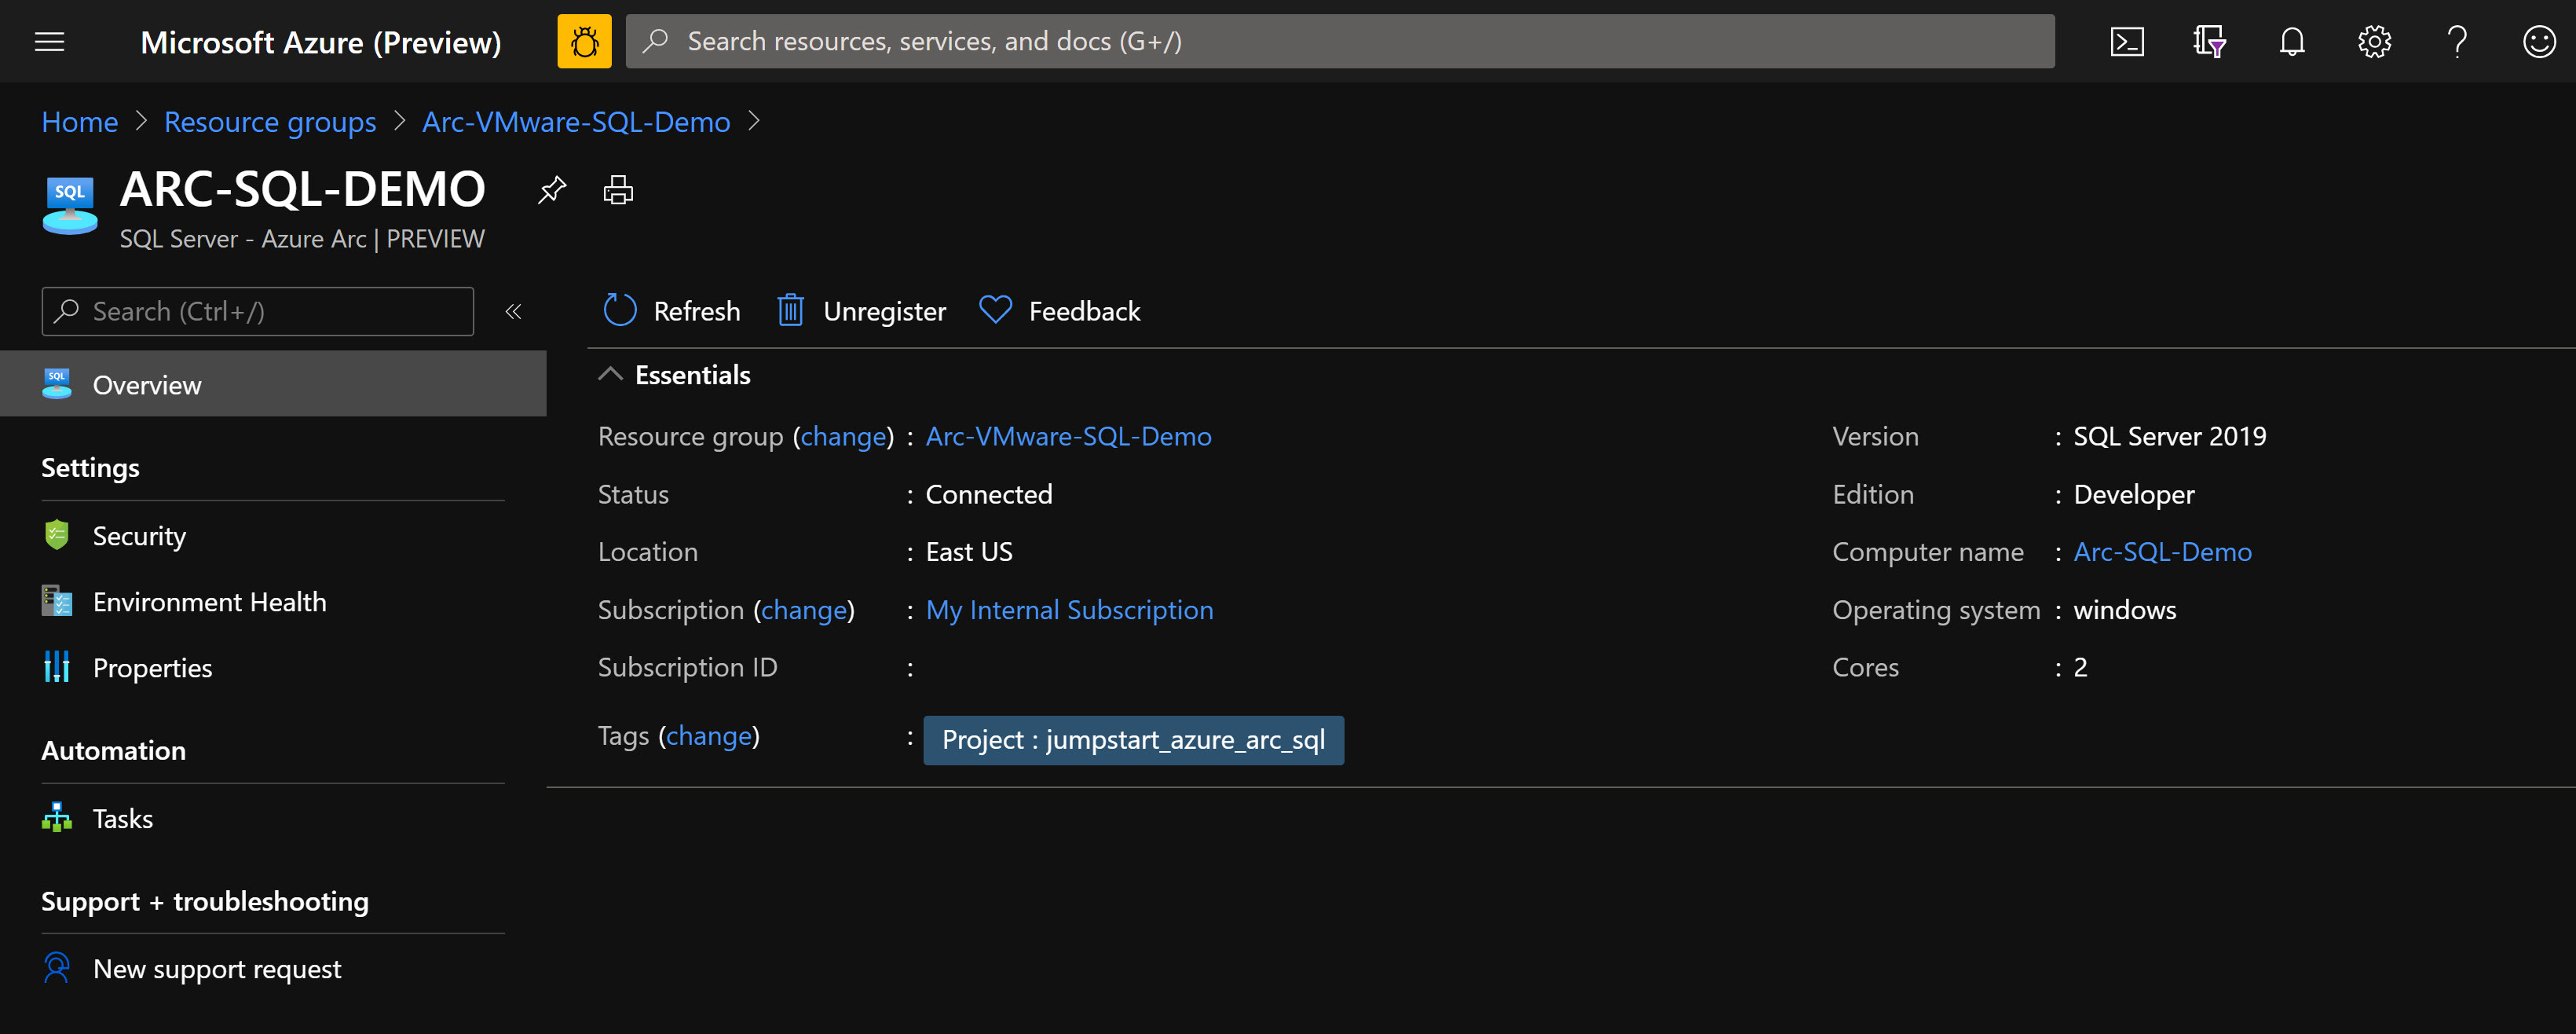 Microsoft Azure (Preview)
Search resources, services, and docs (G+/)
Home > Resource groups > Arc-VMware-SQL-Demo >
SQL
ARC-SQL-DEMO
SQL Server - Azure Arc | PREVIEW
Search (Ctrl+/)
«
Refresh
Unregister
Feedback
SQL
Overview
Settings
Security
Environment Health
Properties
Automation
Tasks
Support + troubleshooting
New support request
Essentials
Resource group (change) : Arc-VMware-SQL-Demo
Status : Connected
Location : East US
Subscription (change) : My Internal Subscription
Subscription ID :
Tags (change) : Project : jumpstart_azure_arc_sql
Version : SQL Server 2019
Edition : Developer
Computer name : Arc-SQL-Demo
Operating system : windows
Cores : 2